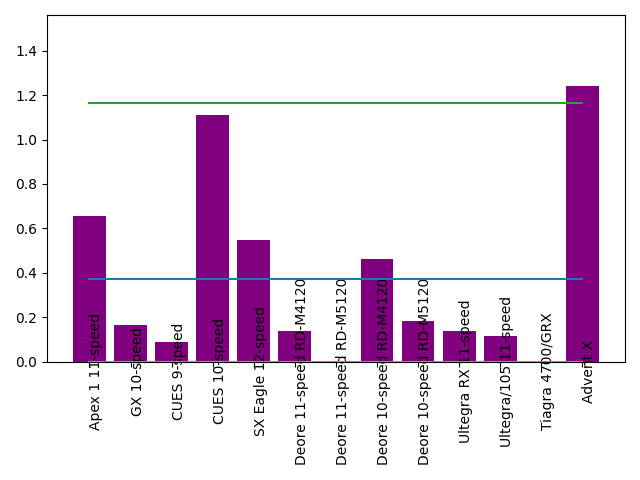 1.4
1.2
1.0
0.8
0.6
0.4
0.2
0.0
Apex 1 11-speed
GX 10-speed
CUES 9-speed
CUES 10-speed
SX Eagle 12-speed
Deore 11-speed RD-M4120
Deore 11-speed RD-M5120
Deore 10-speed RD-M4120
Deore 10-speed RD-M5120
Ultegra RX 11-speed
Ultegra/105 11-speed
Tiagra 4700/GRX
Advent X